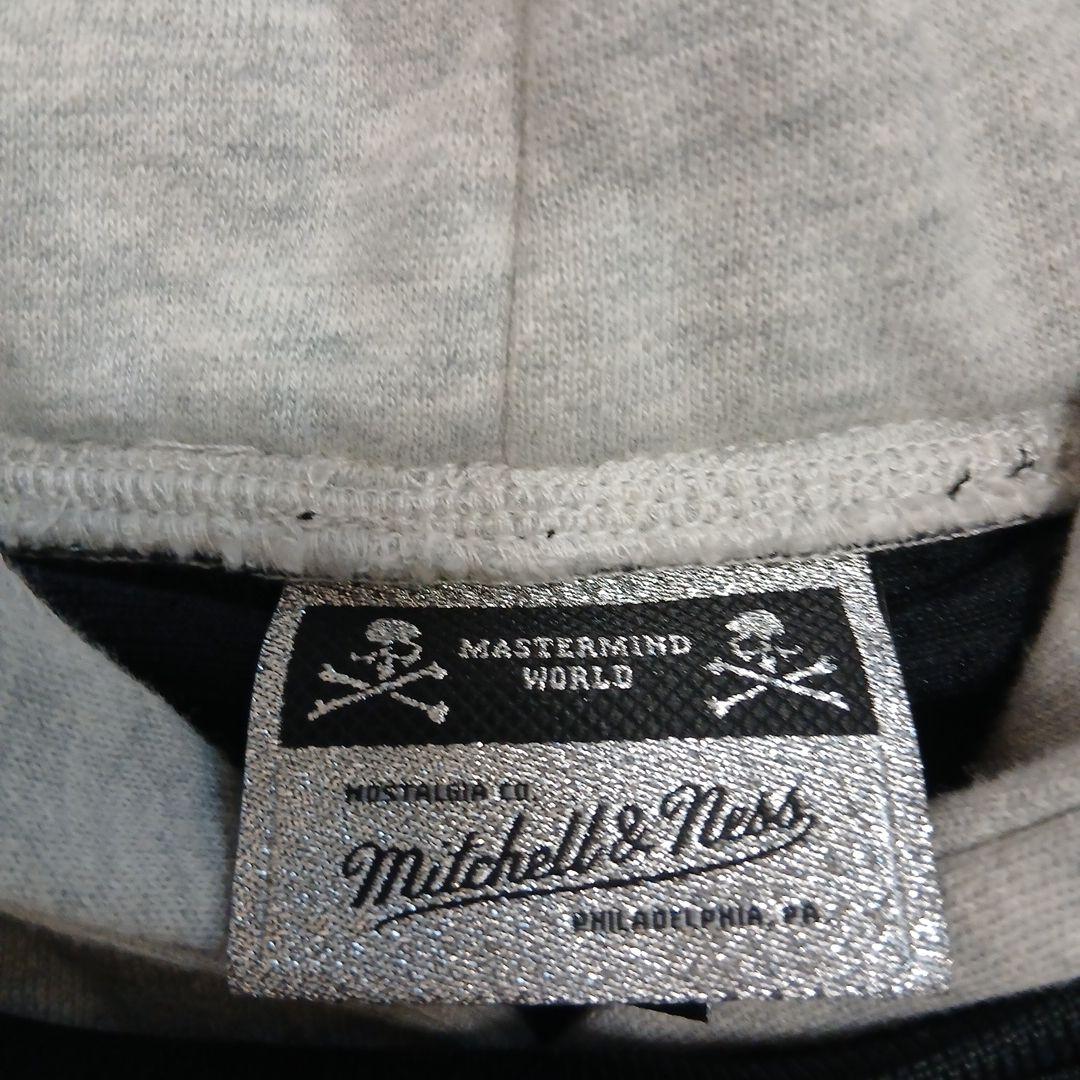 MASTERMIND
WORLD
NOSTALGIA CO.
Mitchell & Ness
PHILADELPHIA, PA.